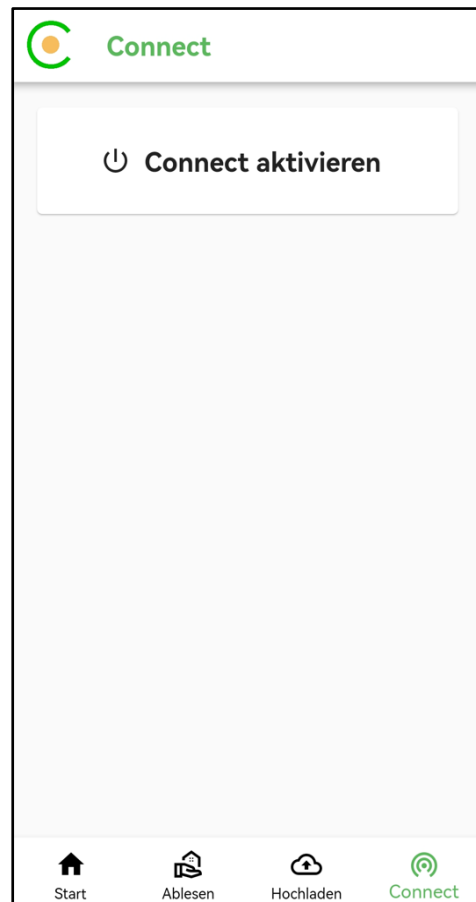 Connect
Connect aktivieren
Start
Ablesen
Hochladen
Connect